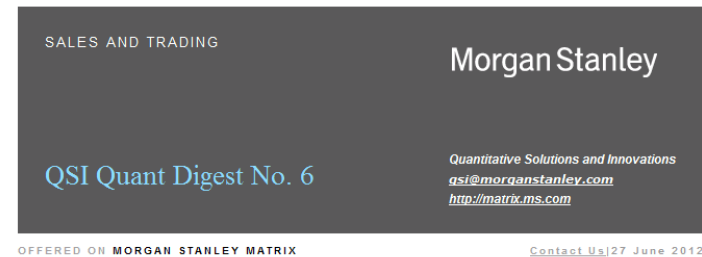 SALES AND TRADING
Morgan Stanley
QSI Quant Digest No. 6
Quantitative Solutions and Innovations
qsi@morganstanley.com
http://matrix.ms.com
OFFERED ON MORGAN STANLEY MATRIX
Contact Us|27 June 2012